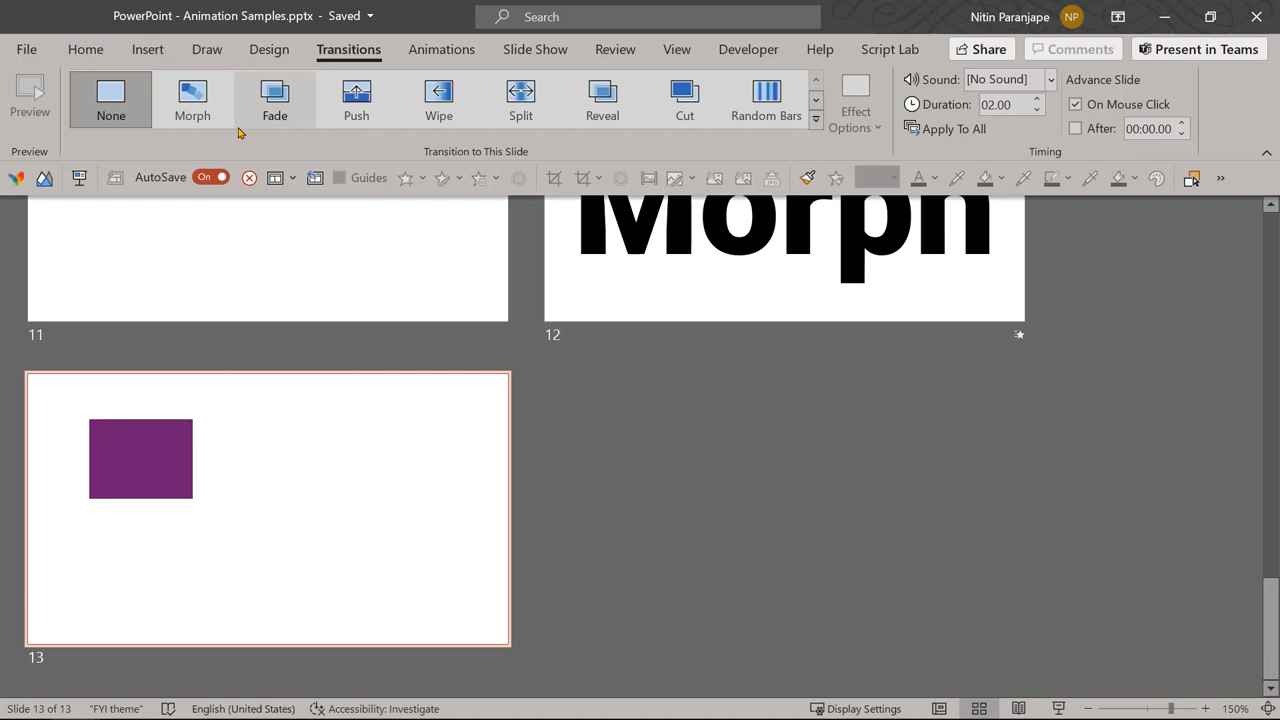 PowerPoint - Animation Samples.pptx - Saved
Search
Nitin Paranjape NP
File Home Insert Draw Design Transitions Animations Slide Show Review View Developer Help Script Lab Share Comments Present in Teams
Preview
None
Morph
Fade
Push
Wipe
Split
Reveal
Cut
Random Bars
Effect
Options
Sound: [No Sound]
Duration: 02.00
Apply To All
Advance Slide
On Mouse Click
After: 00:00.00
Preview
Transition to This Slide
Timing
AutoSave On Guides
Morph
11
12
13
Slide 13 of 13 "FYI theme" English (United States) Accessibility: Investigate Display Settings 150%